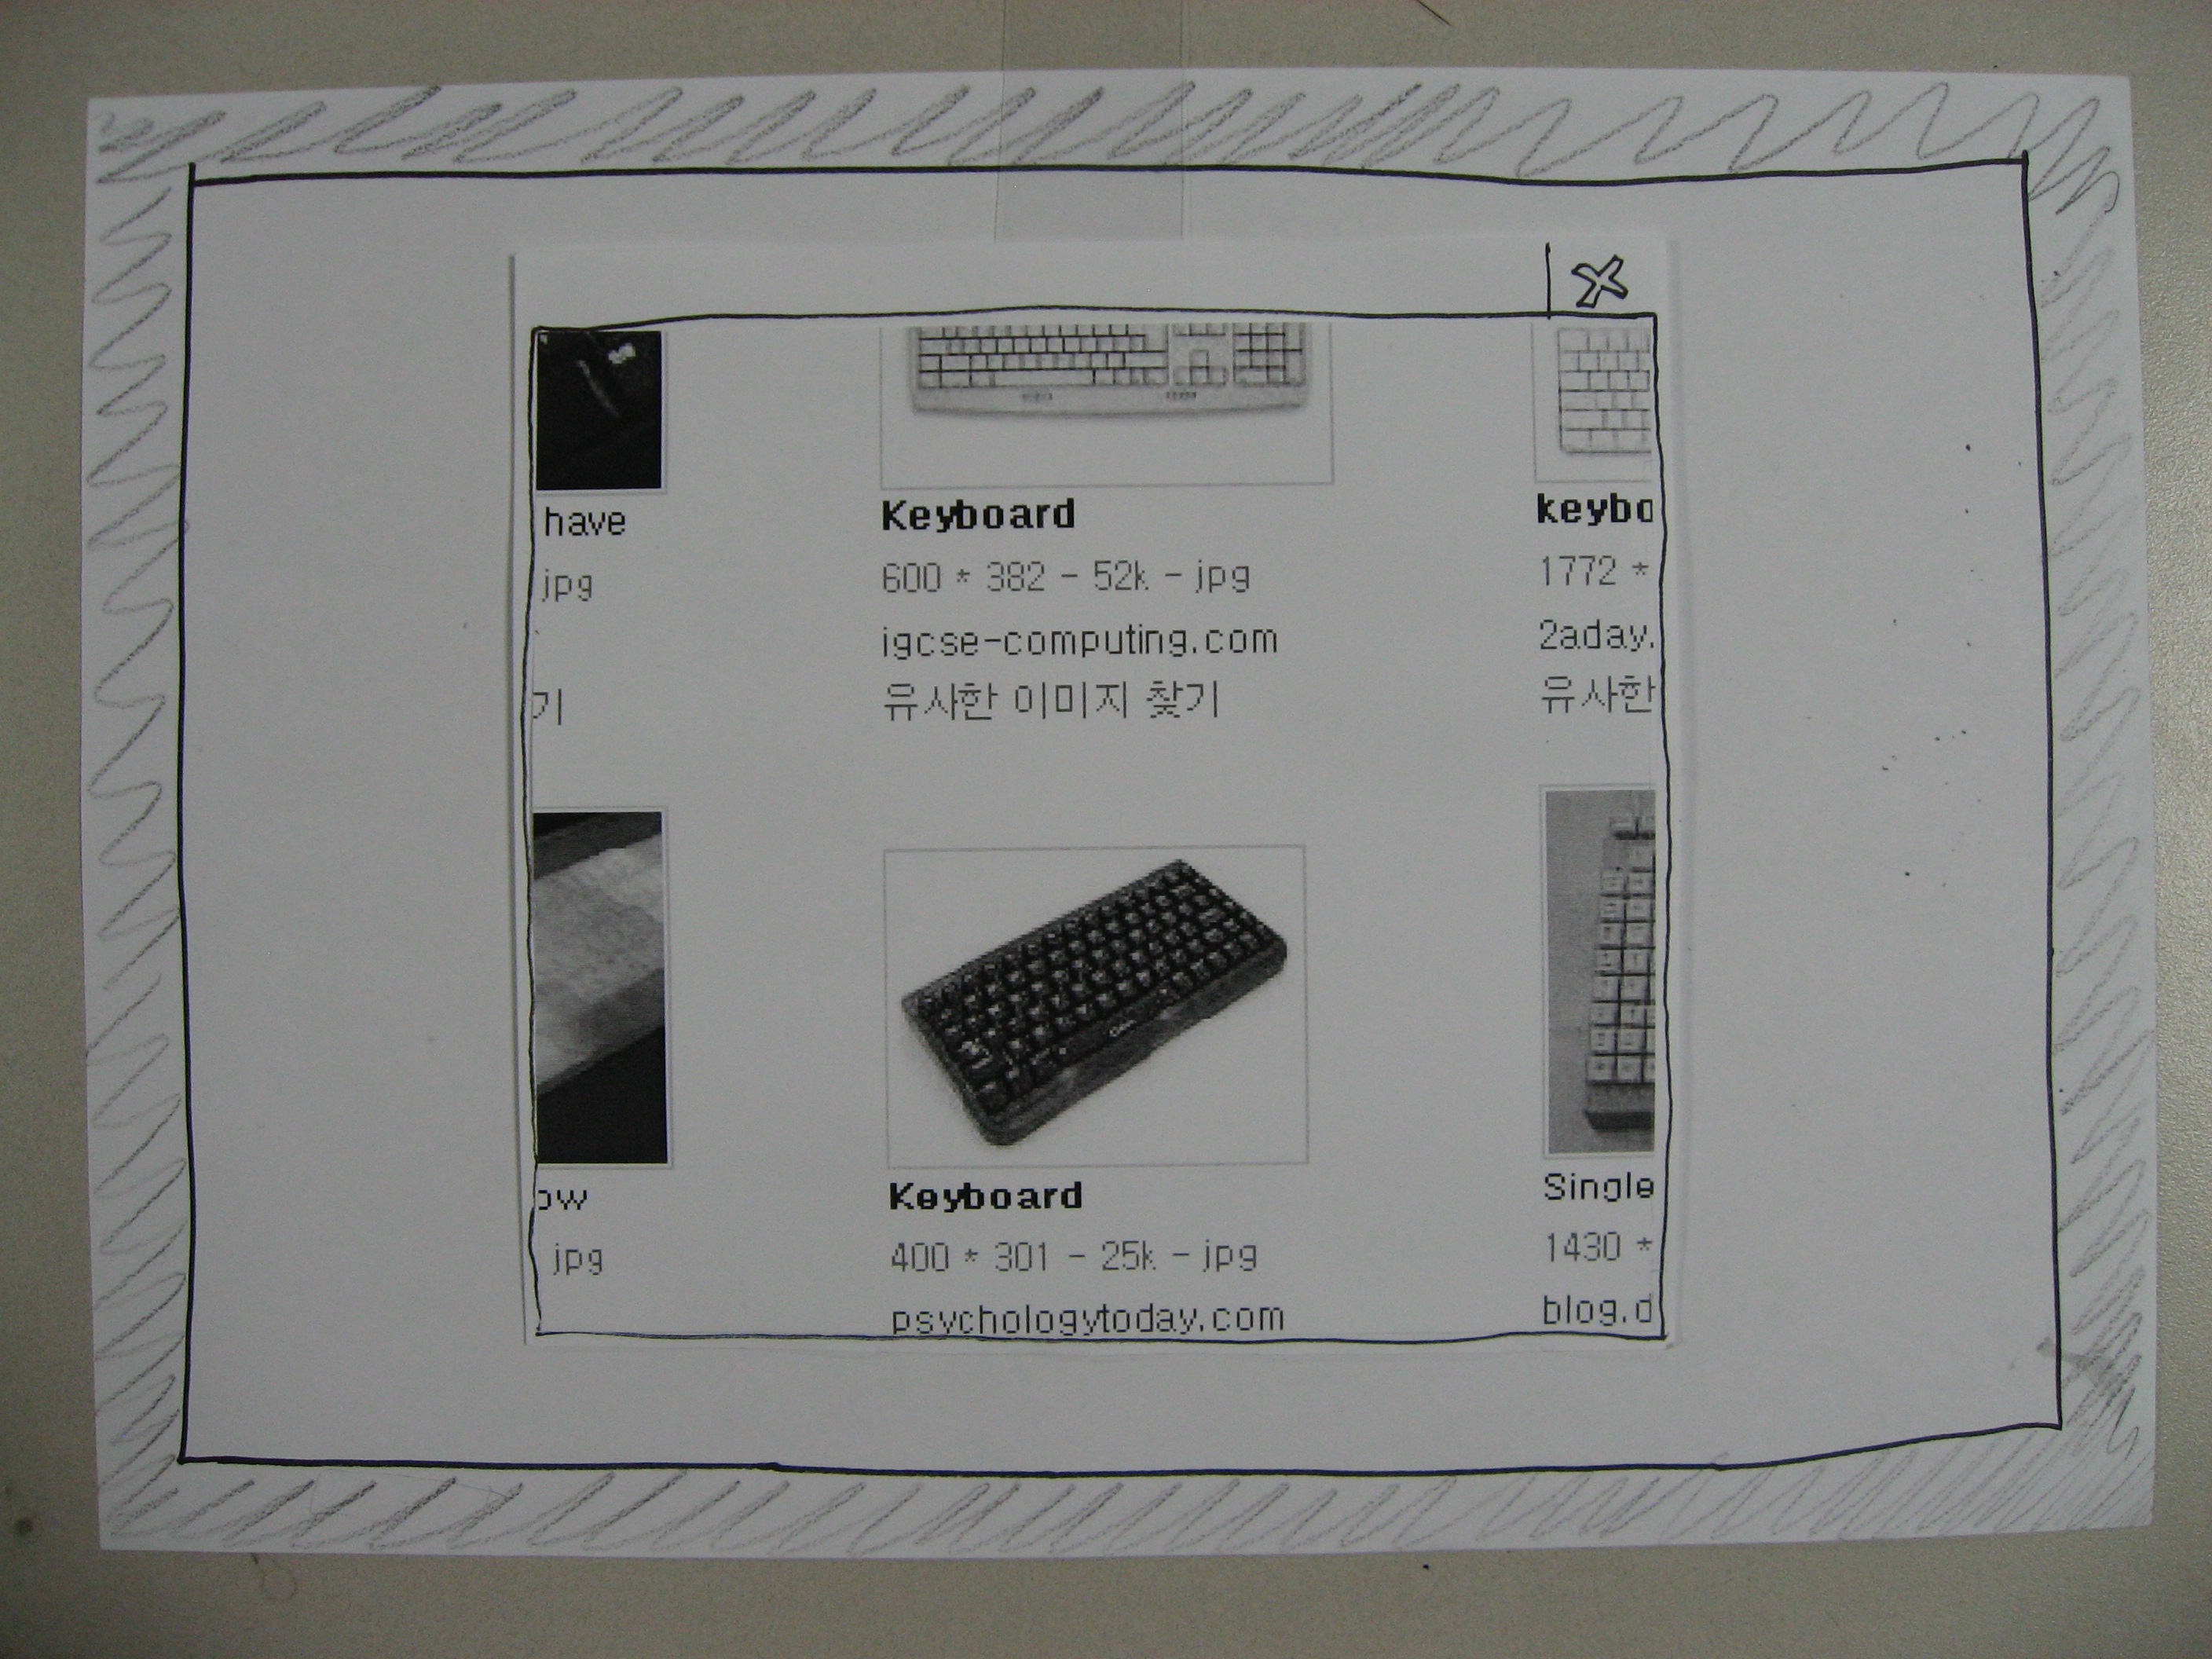 have
jpg
기
Keyboard
600 * 382 - 52k - jpg
igcse-computing.com
유사한 이미지 찾기
keybo
1772 *
2aday.
유사한
ow
jpg
Keyboard
400 * 301 - 25k - jpg
psychologytoday.com
Single
1430 *
blog.d